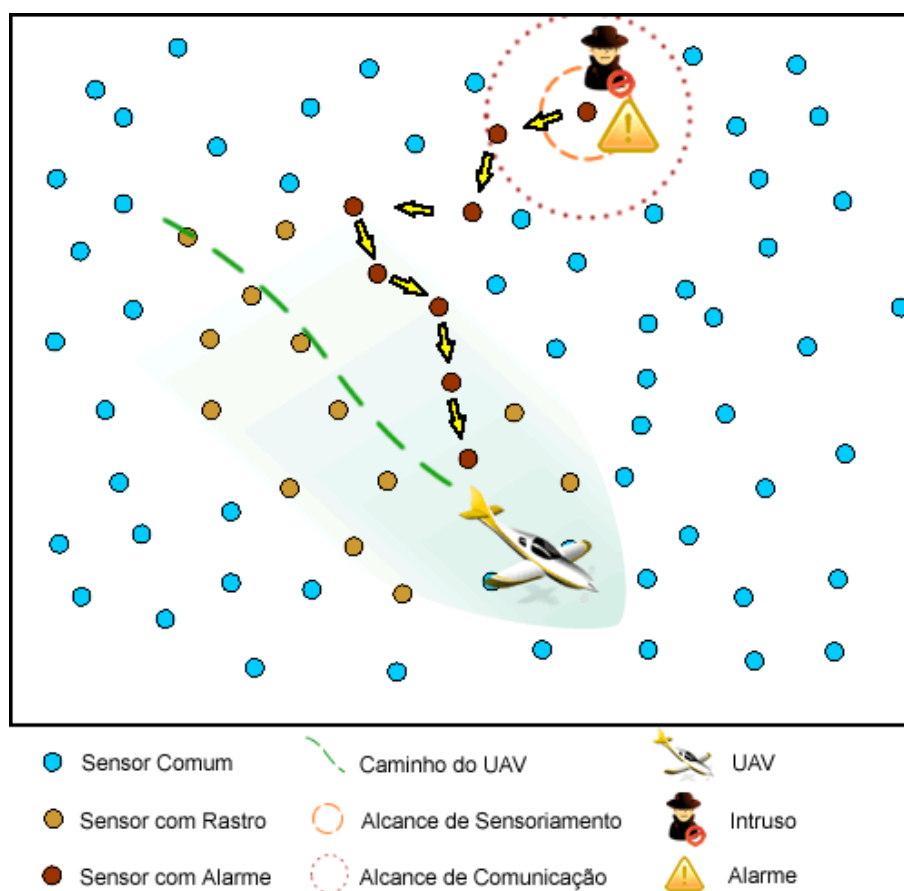 Sensor Comum
Caminho do UAV
UAV
Sensor com Rastro
Alcance de Sensoriamento
Intruso
Sensor com Alarme
Alcance de Comunicação
Alarme